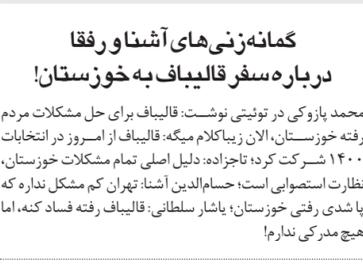 گمانه‌زنی‌های آشنا و رفقا
درباره سفر قالیباف به خوزستان!
محمد پازوکی در توئیتی نوشت: قالیباف برای حل مشکلات مردم
رفته خوزستان، الان زیباکلام میگه: قالیباف از امروز در انتخابات
۱۴۰۰ شرکت کرد؛ تاجزاده: دلیل اصلی تمام مشکلات خوزستان،
نظارت استصوابی است؛ حسام‌الدین آشنا: تهران کم مشکل نداره که
پا شدی رفتی خوزستان؛ یاشار سلطانی: قالیباف رفته فساد کنه، اما
هیچ مدرکی ندارم!